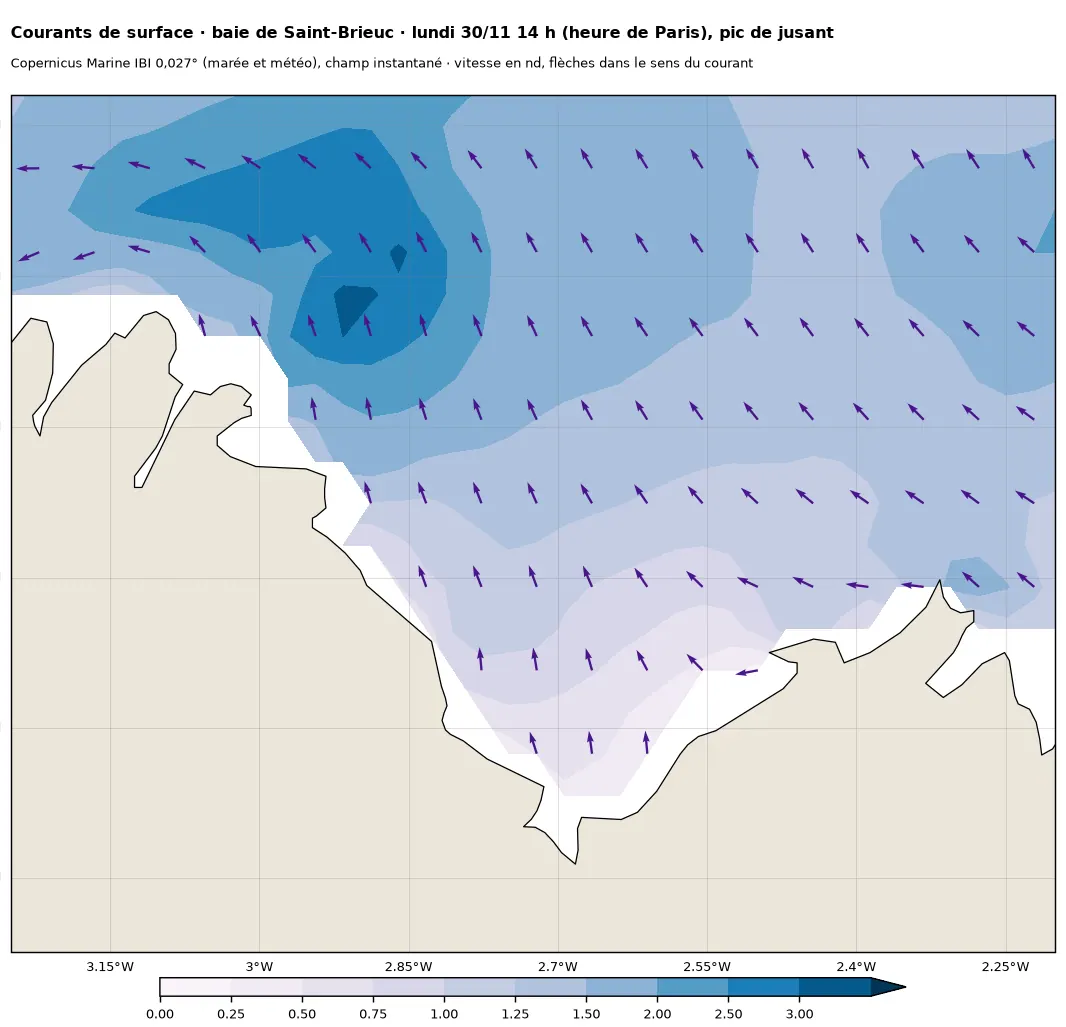 Courants de surface · baie de Saint-Brieuc · lundi 30/11 14 h (heure de Paris), pic de jusant
Copernicus Marine IBI 0,027° (marée et météo), champ instantané · vitesse en nd, flèches dans le sens du courant
3.15°W 3°W 2.85°W 2.7°W 2.55°W 2.4°W 2.25°W
0.00 0.25 0.50 0.75 1.00 1.25 1.50 2.00 2.50 3.00